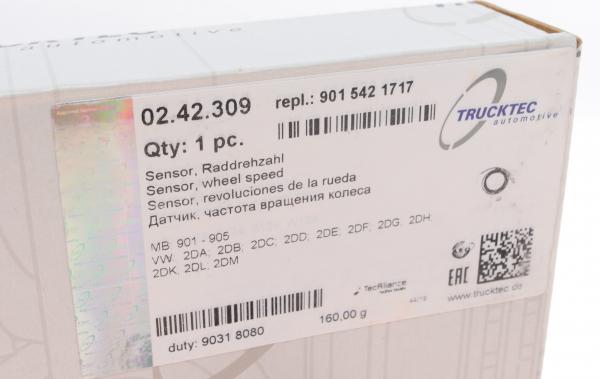 automotive
02.42.309
repl.: 901 542 1717
Qty: 1 pc.
TRUCKTEC
automotive
Sensor, Raddrehzahl
Sensor, wheel speed
Sensor, revoluciones de la rueda
Датчик, частота вращения колеса
MB: 901 - 905
VW: 2DA, 2DB, 2DC, 2DD, 2DE, 2DF, 2DG, 2DH,
2DK, 2DL, 2DM
TecAlliance
EAC
www.trucktec.de
44/19
160,00 g
duty: 9031 8080